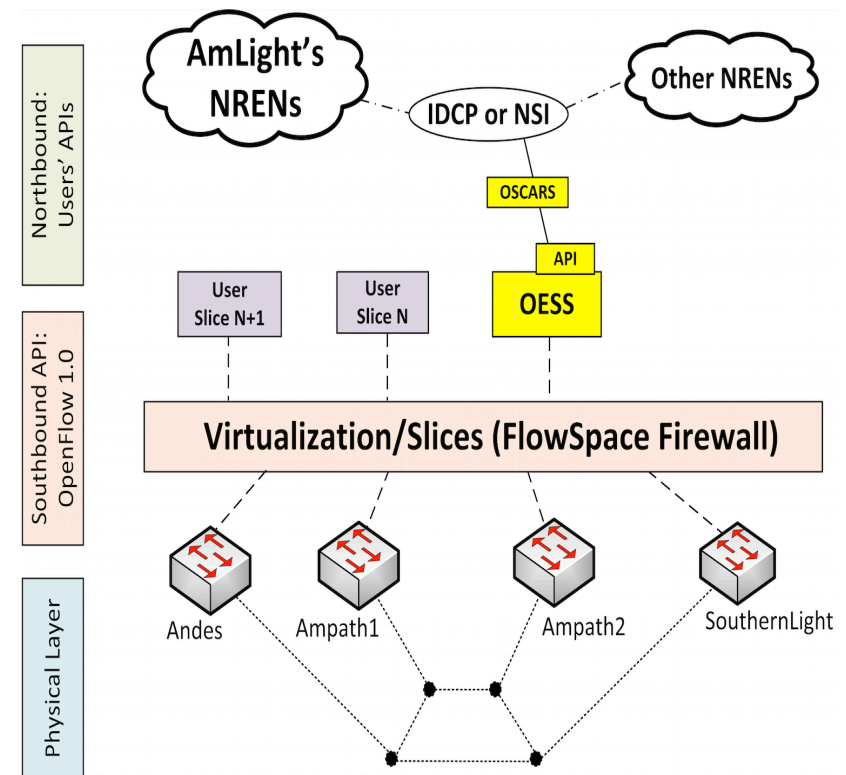 AmLight's
NRENs
Other NRENs
IDCP or NSI
Northbound:
Users' APIs
OSCARS
API
User
Slice N+1
User
Slice N
OESS
Southbound API:
OpenFlow 1.0
Virtualization/Slices (FlowSpace Firewall)
Andes
Ampath1
Ampath2
SouthernLight
Physical Layer